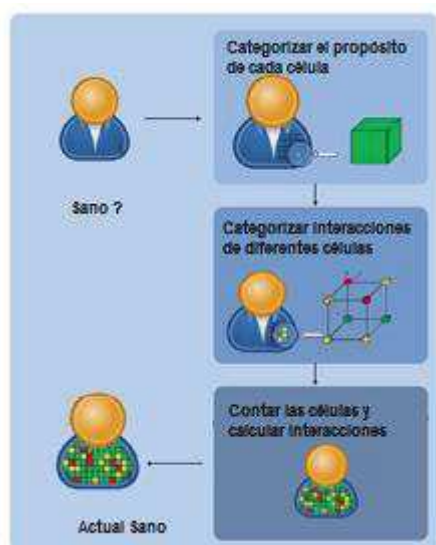 Categorizar el propósito
de cada célula
Sano ?
Categorizar interacciones
de diferentes células
Contar las células y
calcular interacciones
Actual Sano